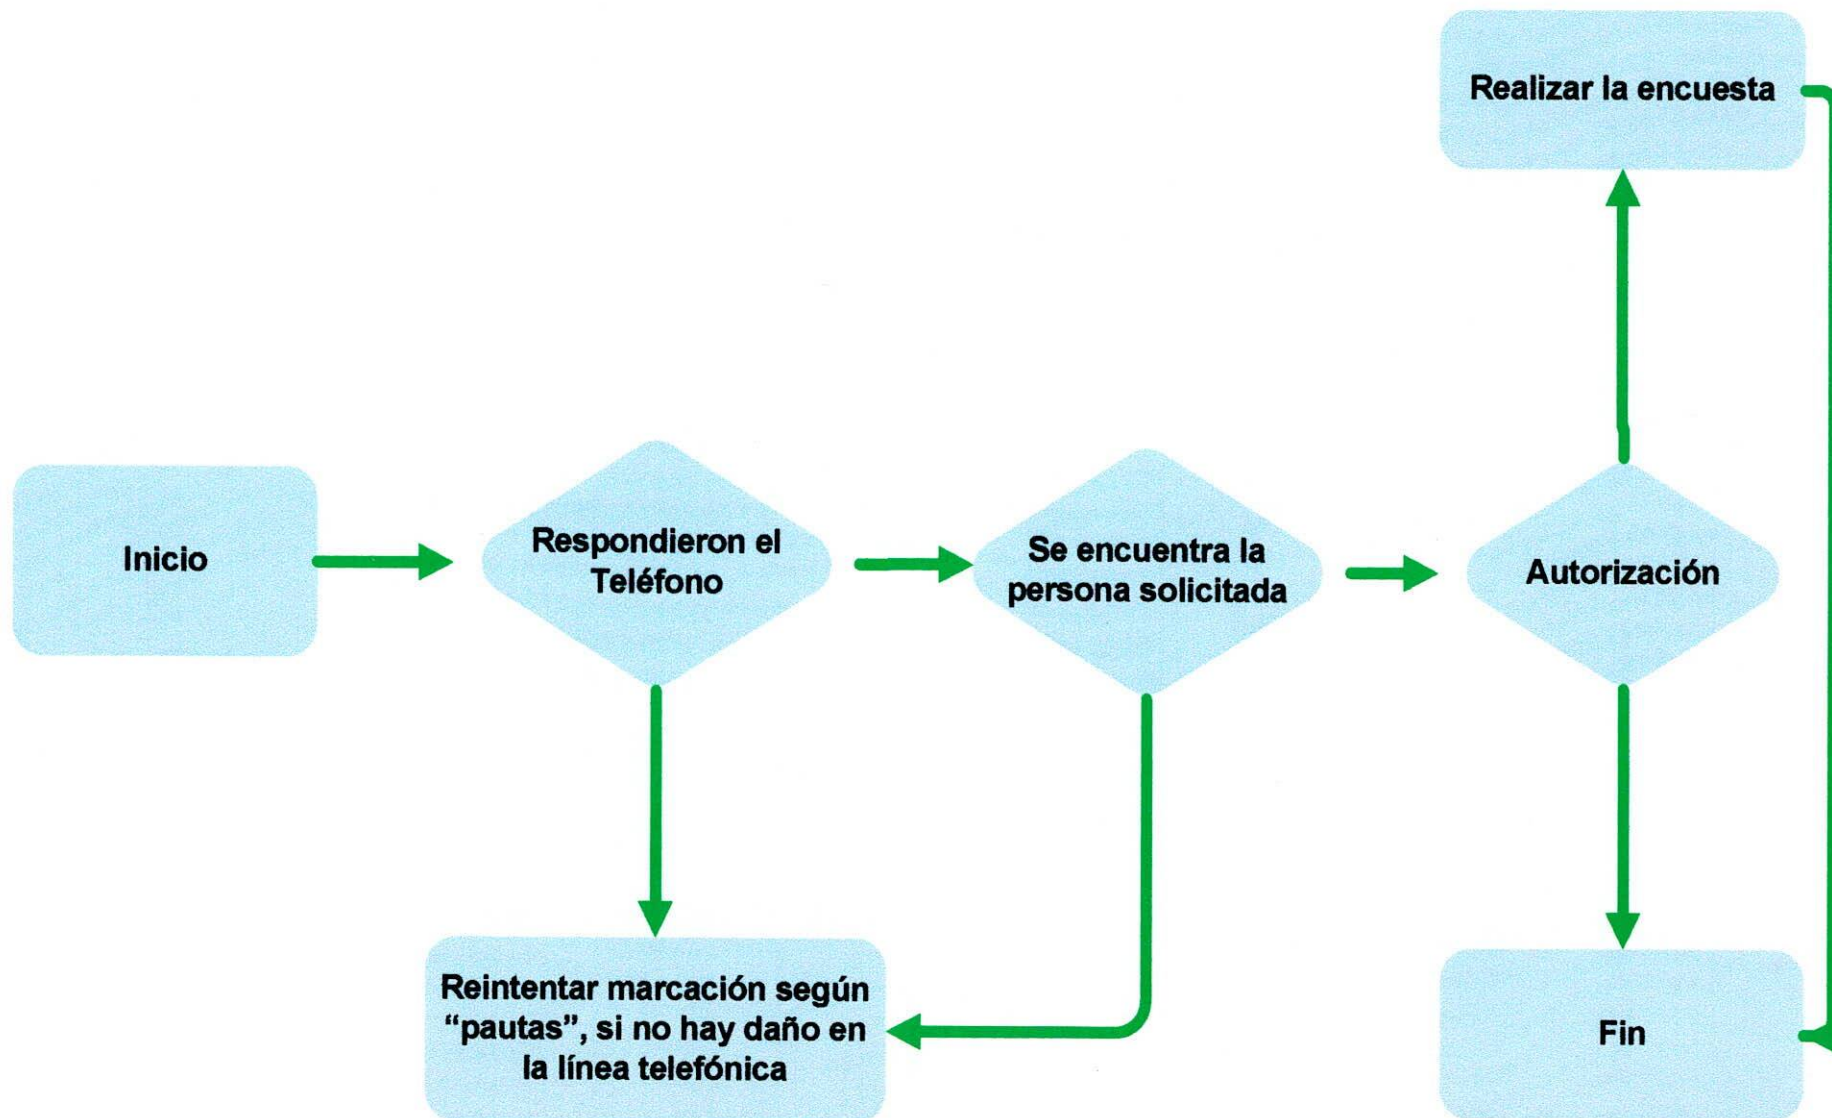 Realizar la encuesta
Inicio
Respondieron el
Teléfono
Se encuentra la
persona solicitada
Autorización
Reintentar marcación según
“pautas”, si no hay daño en
la línea telefónica
Fin